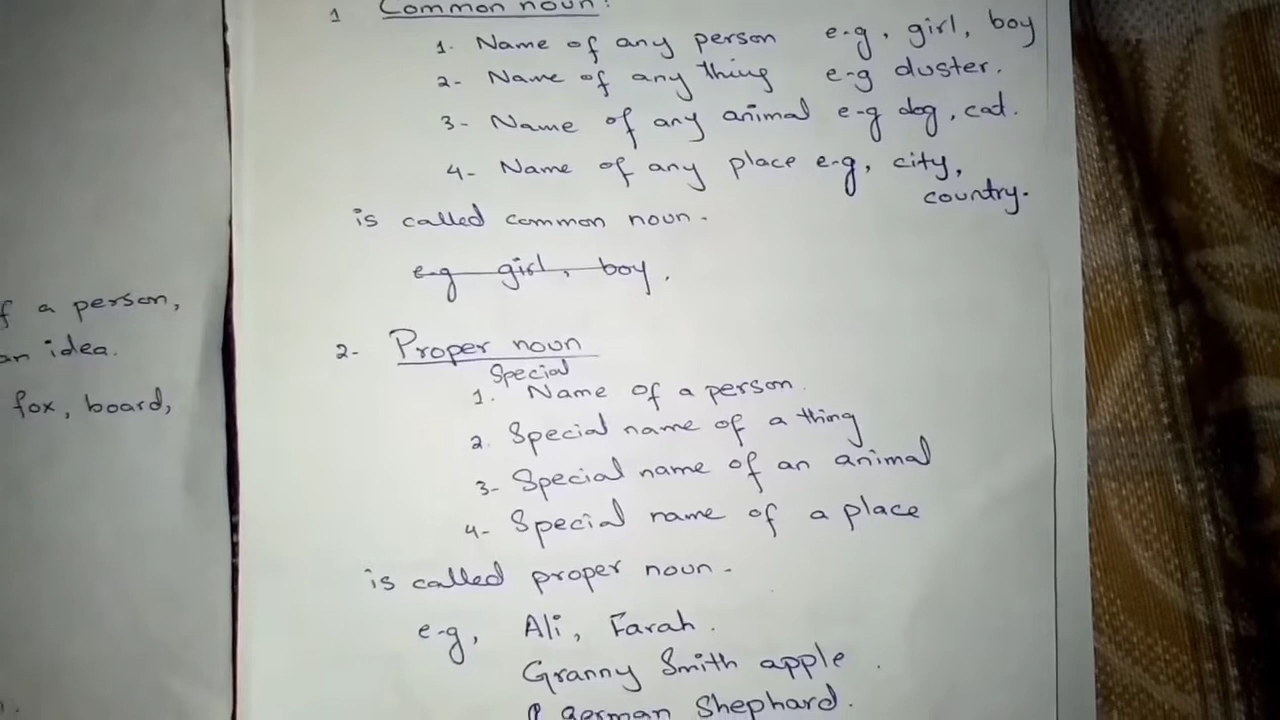 f a person,
an idea.
fox, board,
1 Common noun:
1. Name of any person e-g, girl, boy
2- Name of any thing e-g duster.
3- Name of any animal e-g dog, cat.
4- Name of any place e-g, city,
country.
is called common noun.
e-g girl, boy,
2- Proper noun
Special
1. Name of a person.
2. Special name of a thing
3- Special name of an animal
4- Special name of a place
is called proper noun.
e-g, Ali, Farah.
Granny Smith apple.
German Shephard.